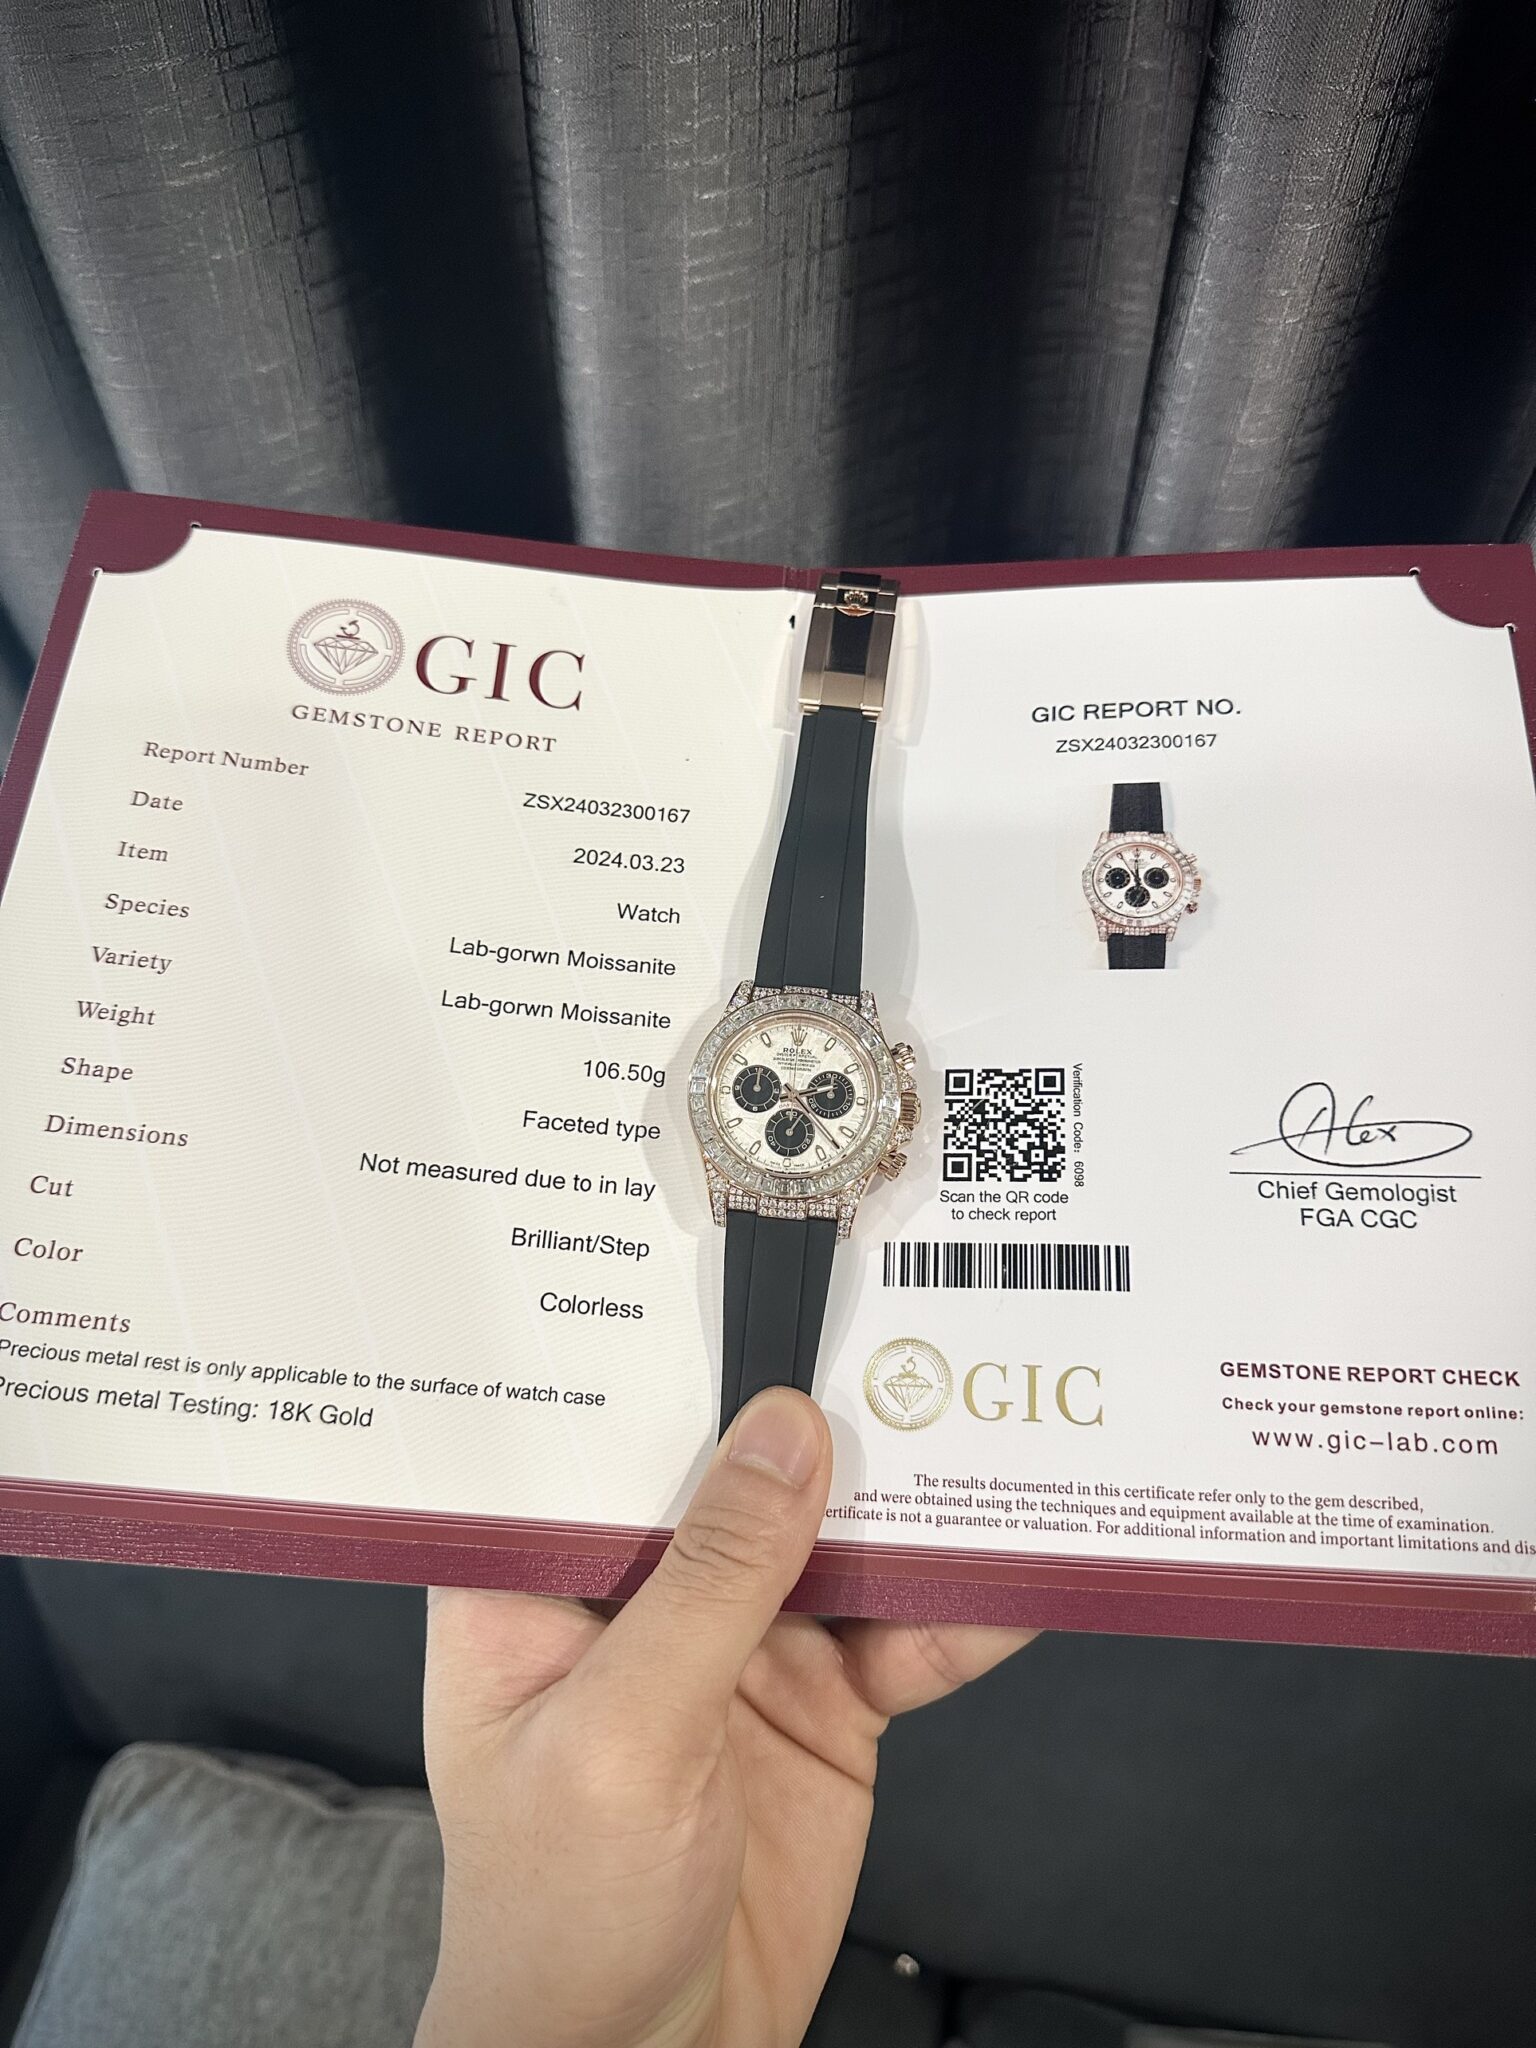 GIC
GEMSTONE REPORT
Report Number
ZSX24032300167
Date
2024.03.23
Item
Watch
Species
Lab-gorwn Moissanite
Variety
Lab-gorwn Moissanite
Weight
106.50g
Shape
Faceted type
Dimensions
Not measured due to in lay
Cut
Brilliant/Step
Color
Colorless
Comments
Precious metal rest is only applicable to the surface of watch case
Precious metal Testing: 18K Gold
ROLEX
GIC REPORT NO.
ZSX24032300167
Verification Code: 6098
Scan the QR code
to check report
Alex
Chief Gemologist
FGA CGC
GIC
GEMSTONE REPORT CHECK
Check your gemstone report online:
www.gic-lab.com
The results documented in this certificate refer only to the gem described,
and were obtained using the techniques and equipment available at the time of examination.
certificate is not a guarantee or valuation. For additional information and important limitations and dis